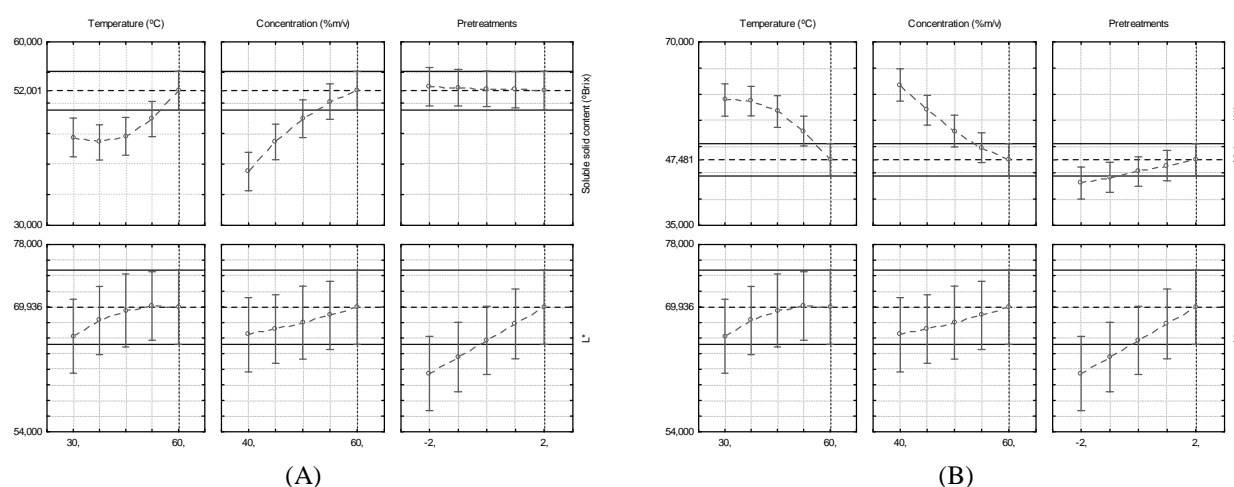 Temperature (ºC) Concentration (%m/v) Pretreatments
60,000
52,001
30,000
Soluble solid content (ºBrix)
78,000
69,936
54,000
L*
30, 60, 40, 60, -2, 2,
(A)
Temperature (ºC) Concentration (%m/v) Pretreatments
70,000
47,481
35,000
78,000
69,936
54,000
30, 60, 40, 60, -2, 2,
(B)